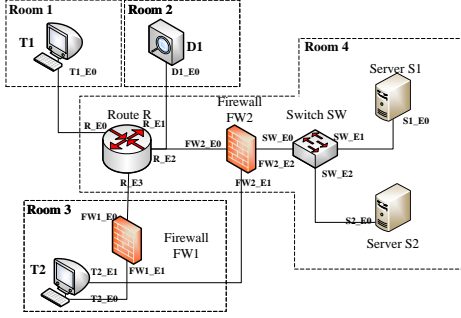 Room 1
T1
T1_E0
Room 2
D1
D1_E0
Room 4
Server S1
S1_E0
Route R
R_E0
R_E1
R_E2
R_E3
Firewall
FW2
FW2_E0
FW2_E2
FW2_E1
Switch SW
SW_E0
SW_E1
SW_E2
S2_E0
Server S2
Room 3
FW1_E0
Firewall
FW1
FW1_E1
T2
T2_E1
T2_E0